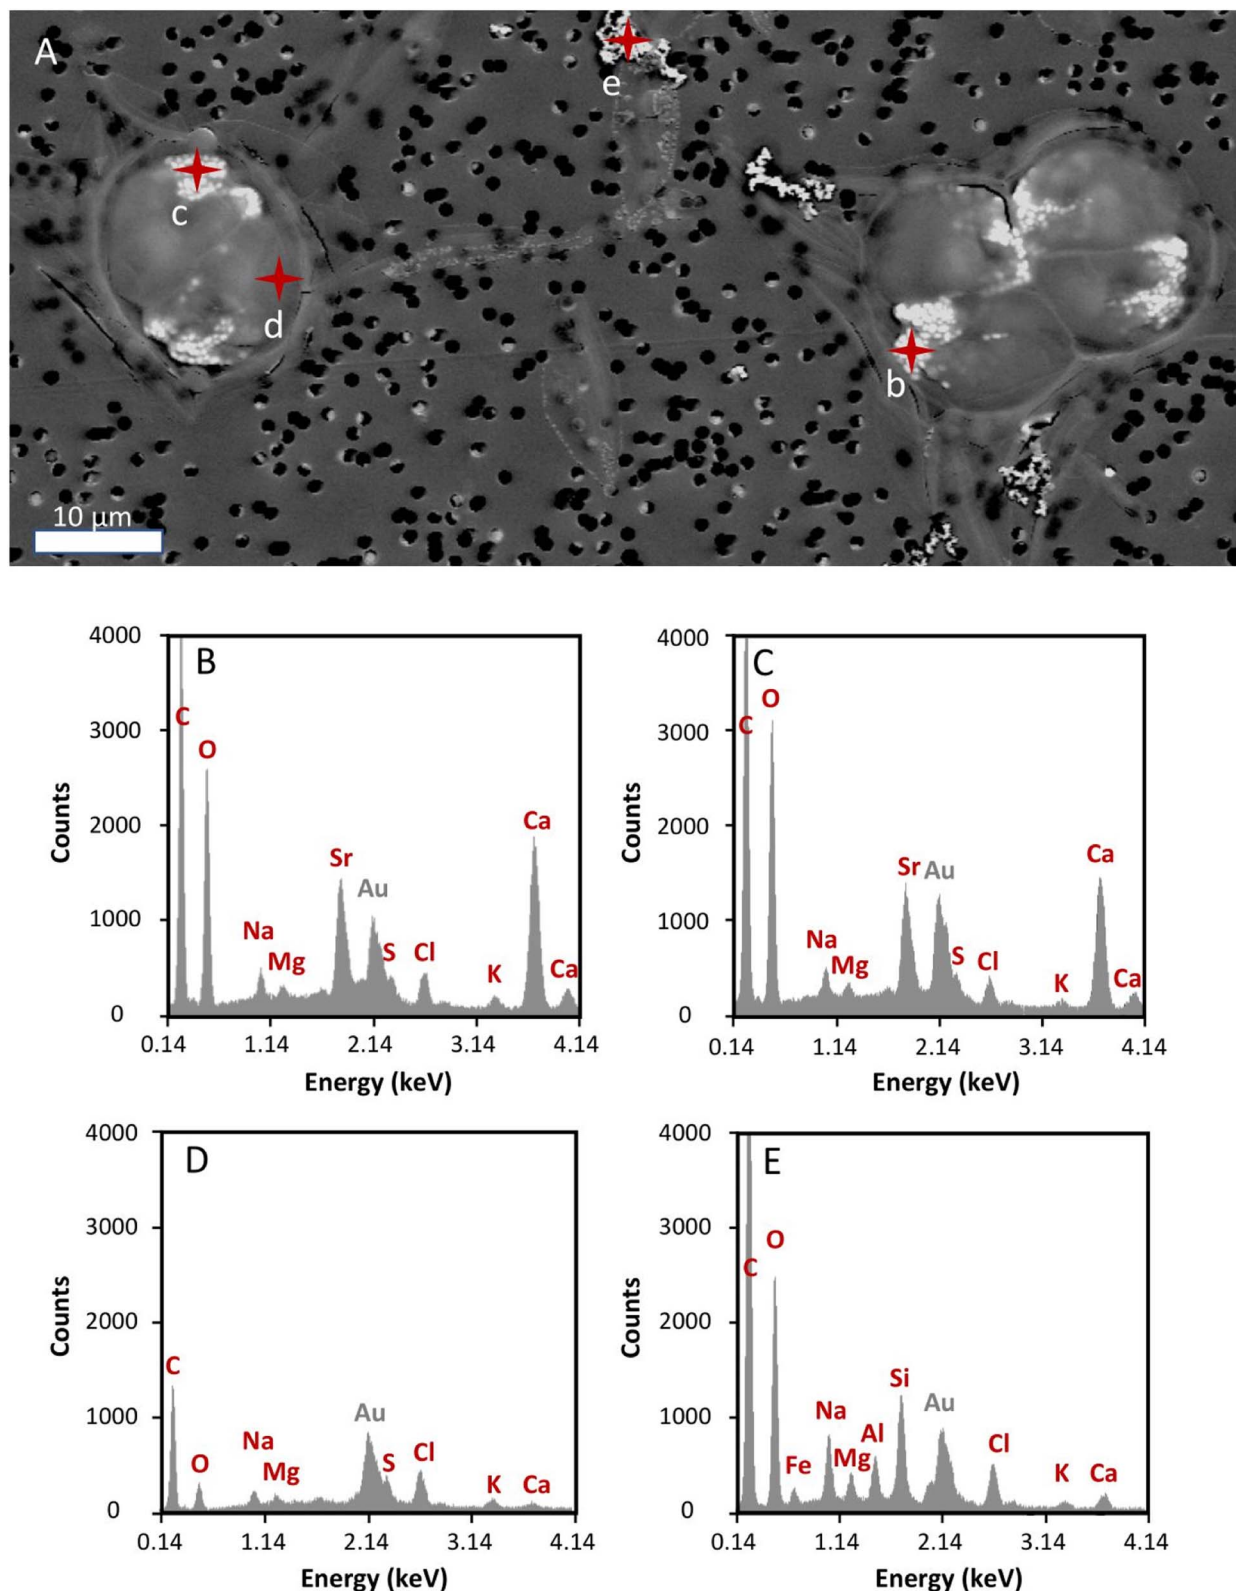 A
e
c
d
b
10 μm
4000
3000
2000
1000
0
Counts
B
C
O
Na
Mg
Sr
Au
S
Cl
K
Ca
Ca
0.14 1.14 2.14 3.14 4.14
Energy (keV)
4000
3000
2000
1000
0
Counts
C
C
O
Na
Mg
Sr
Au
S
Cl
K
Ca
Ca
0.14 1.14 2.14 3.14 4.14
Energy (keV)
4000
3000
2000
1000
0
Counts
D
C
O
Na
Mg
Au
S
Cl
K
Ca
0.14 1.14 2.14 3.14 4.14
Energy (keV)
4000
3000
2000
1000
0
Counts
E
C
O
Fe
Na
Mg
Al
Si
Au
Cl
K
Ca
0.14 1.14 2.14 3.14 4.14
Energy (keV)